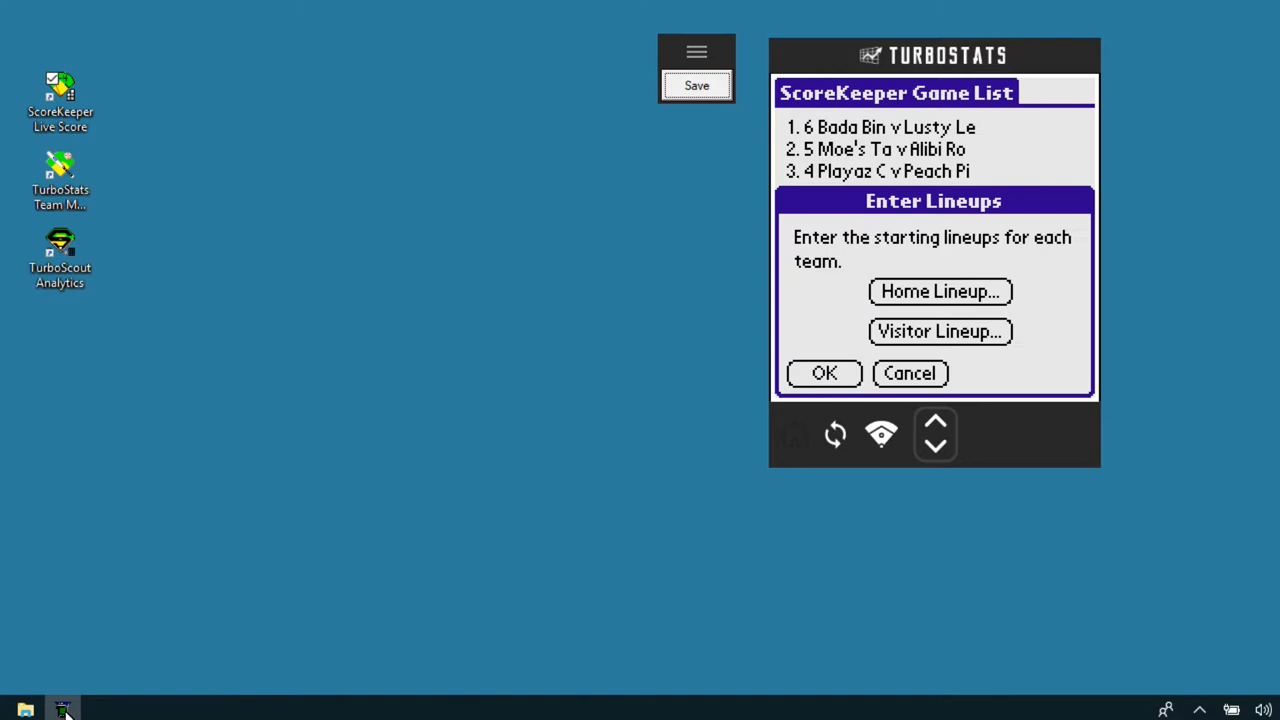 ScoreKeeper
Live Score
TurboStats
Team M...
TurboScout
Analytics
Save
TURBOSTATS
ScoreKeeper Game List
1. 6 Bada Bin v Lusty Le
2. 5 Moe's Ta v Alibi Ro
3. 4 Playaz C v Peach Pi
Enter Lineups
Enter the starting lineups for each
team.
Home Lineup...
Visitor Lineup...
OK
Cancel